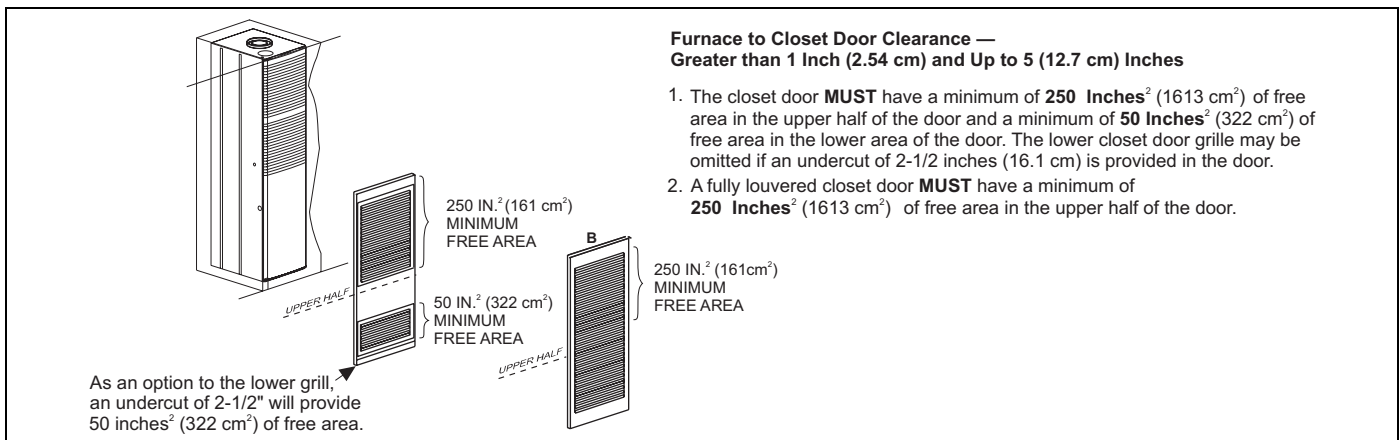 Furnace to Closet Door Clearance —
Greater than 1 Inch (2.54 cm) and Up to 5 (12.7 cm) Inches
1. The closet door MUST have a minimum of 250 Inches² (1613 cm²) of free
area in the upper half of the door and a minimum of 50 Inches² (322 cm²) of
free area in the lower area of the door. The lower closet door grille may be
omitted if an undercut of 2-1/2 inches (16.1 cm) is provided in the door.
2. A fully louvered closet door MUST have a minimum of
250 Inches² (1613 cm²) of free area in the upper half of the door.
250 IN.² (161 cm²)
MINIMUM
FREE AREA
UPPER HALF
50 IN.² (322 cm²)
MINIMUM
FREE AREA
B
250 IN.² (161cm²)
MINIMUM
FREE AREA
UPPER HALF
As an option to the lower grill,
an undercut of 2-1/2" will provide
50 inches² (322 cm²) of free area.